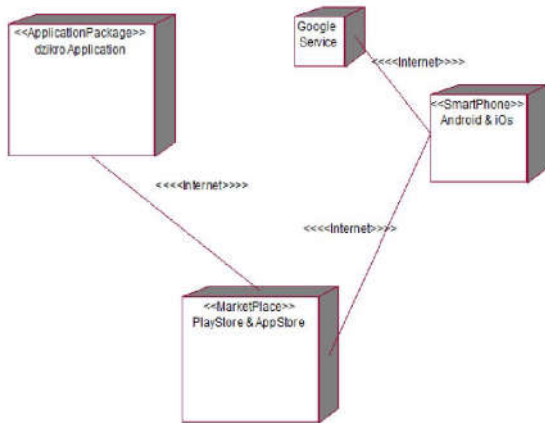 <<ApplicationPackage>>
dzikro Application
Google
Service
<<<<Internet>>>>
<<SmartPhone>>
Android & iOs
<<<<Internet>>>>
<<<<Internet>>>>
<<MarketPlace>>
PlayStore & AppStore